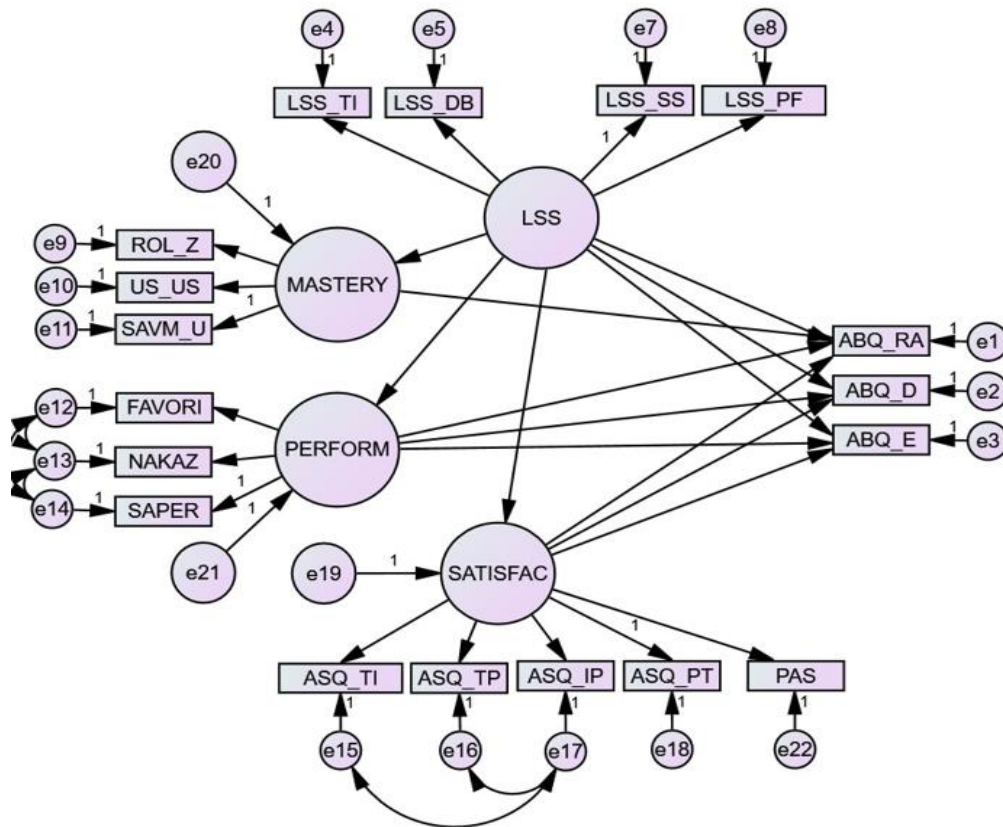 e4
e5
e7
e8
1
1
1
1
LSS_TI
LSS_DB
LSS_SS
LSS_PF
1
e20
1
LSS
e9
1
ROL_Z
e10
1
US_US
MASTERY
e11
1
SAVM_U
1
ABQ_RA
1
e1
ABQ_D
1
e2
ABQ_E
1
e3
e12
1
FAVORI
e13
1
NAKAZ
PERFORM
e14
1
SAPER
1
1
e21
e19
1
SATISFAC
1
ASQ_TI
ASQ_TP
ASQ_IP
ASQ_PT
PAS
1
1
1
1
1
e15
e16
e17
e18
e22